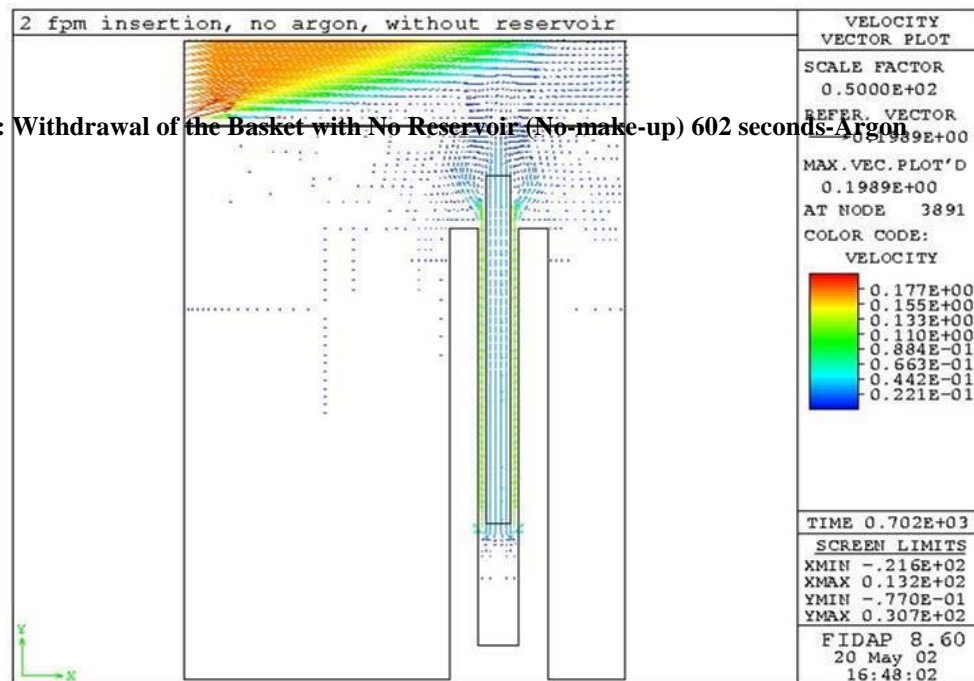 2 fpm insertion, no argon, without reservoir
: Withdrawal of the Basket with No Reservoir (No-make-up) 602 seconds-Argon
VELOCITY
VECTOR PLOT
SCALE FACTOR
0.5000E+02
REFER. VECTOR
0.1989E+00
MAX.VEC.PLOT'D
0.1989E+00
AT NODE 3891
COLOR CODE:
VELOCITY
0.177E+00
0.155E+00
0.133E+00
0.110E+00
0.884E-01
0.663E-01
0.442E-01
0.221E-01
TIME 0.702E+03
SCREEN LIMITS
XMIN -.216E+02
XMAX 0.132E+02
YMIN -.770E-01
YMAX 0.307E+02
FIDAP 8.60
20 May 02
16:48:02
Y
X